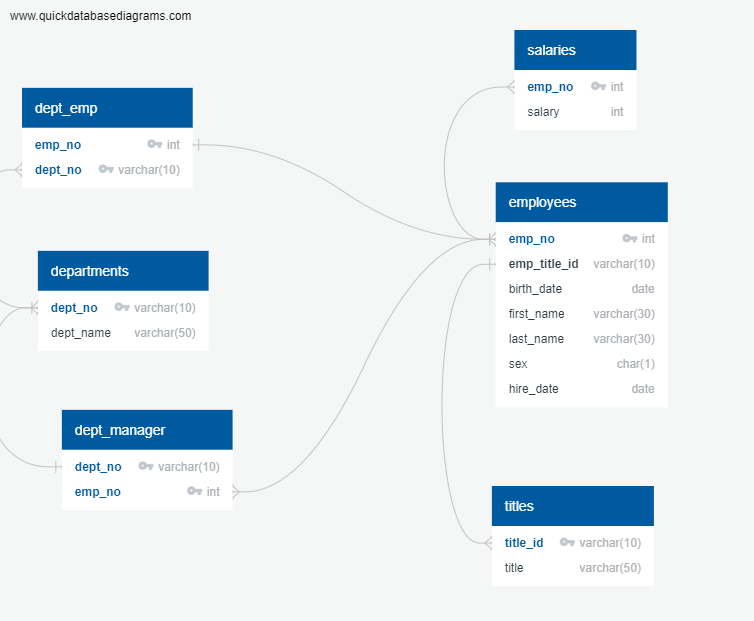 www.quickdatabasediagrams.com
salaries
emp_no int
salary int
dept_emp
emp_no int
dept_no varchar(10)
employees
emp_no int
emp_title_id varchar(10)
birth_date date
first_name varchar(30)
last_name varchar(30)
sex char(1)
hire_date date
departments
dept_no varchar(10)
dept_name varchar(50)
dept_manager
dept_no varchar(10)
emp_no int
titles
title_id varchar(10)
title varchar(50)